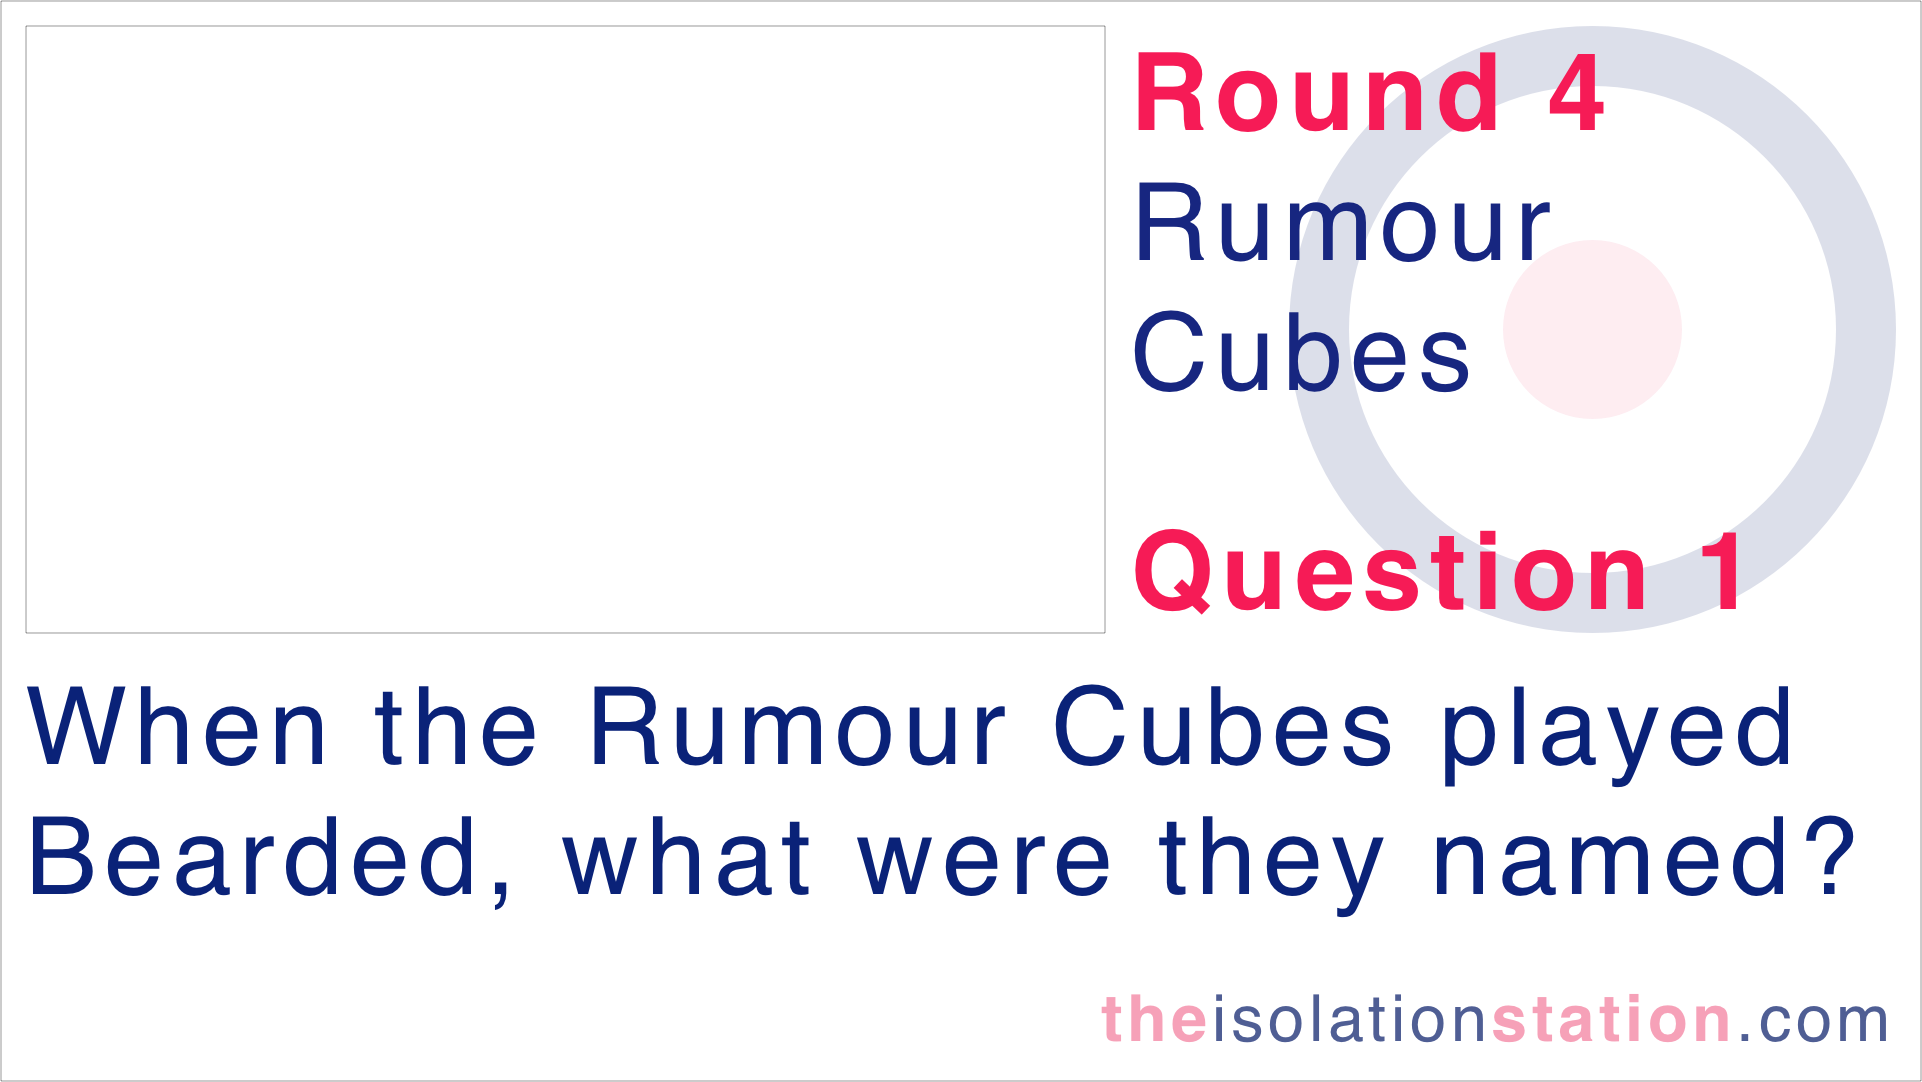 Round 4
Rumour
Cubes
Question 1
When the Rumour Cubes played
Bearded, what were they named?
theisolationstation.com